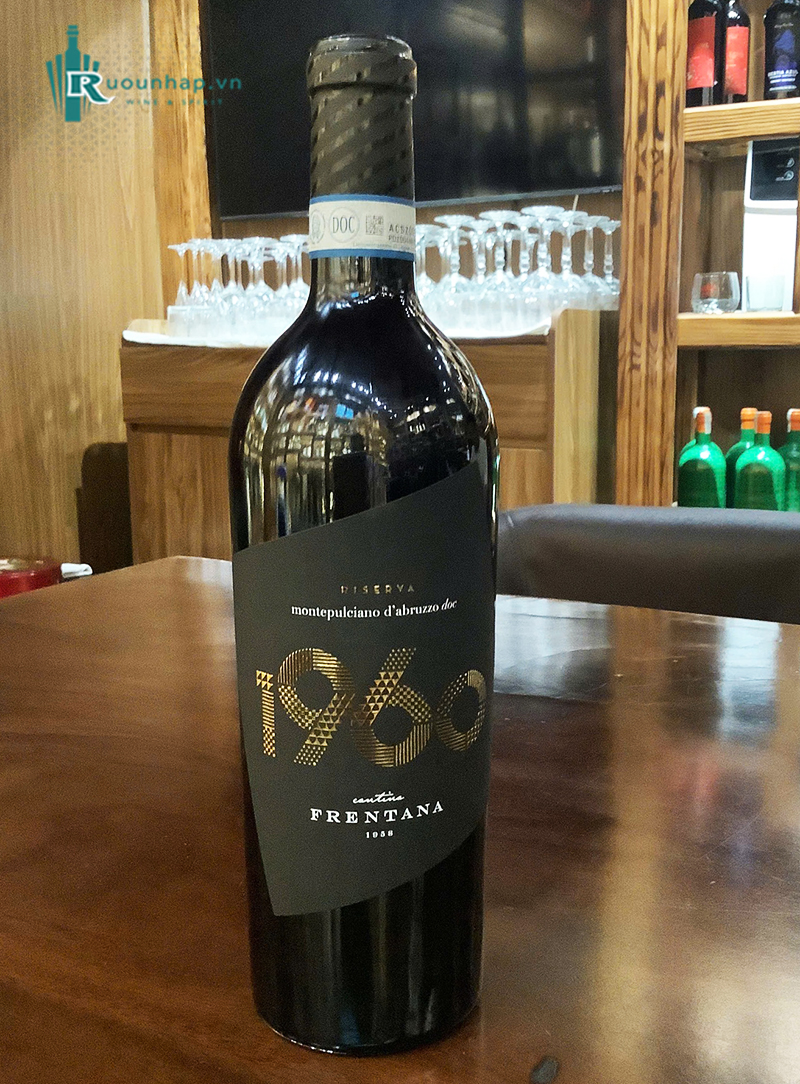 Ruounhap.vn
WINE & SPIRIT
DOC
RISERVA
montepulciano d'abruzzo doc
1960
cantina
FRENTANA
1958